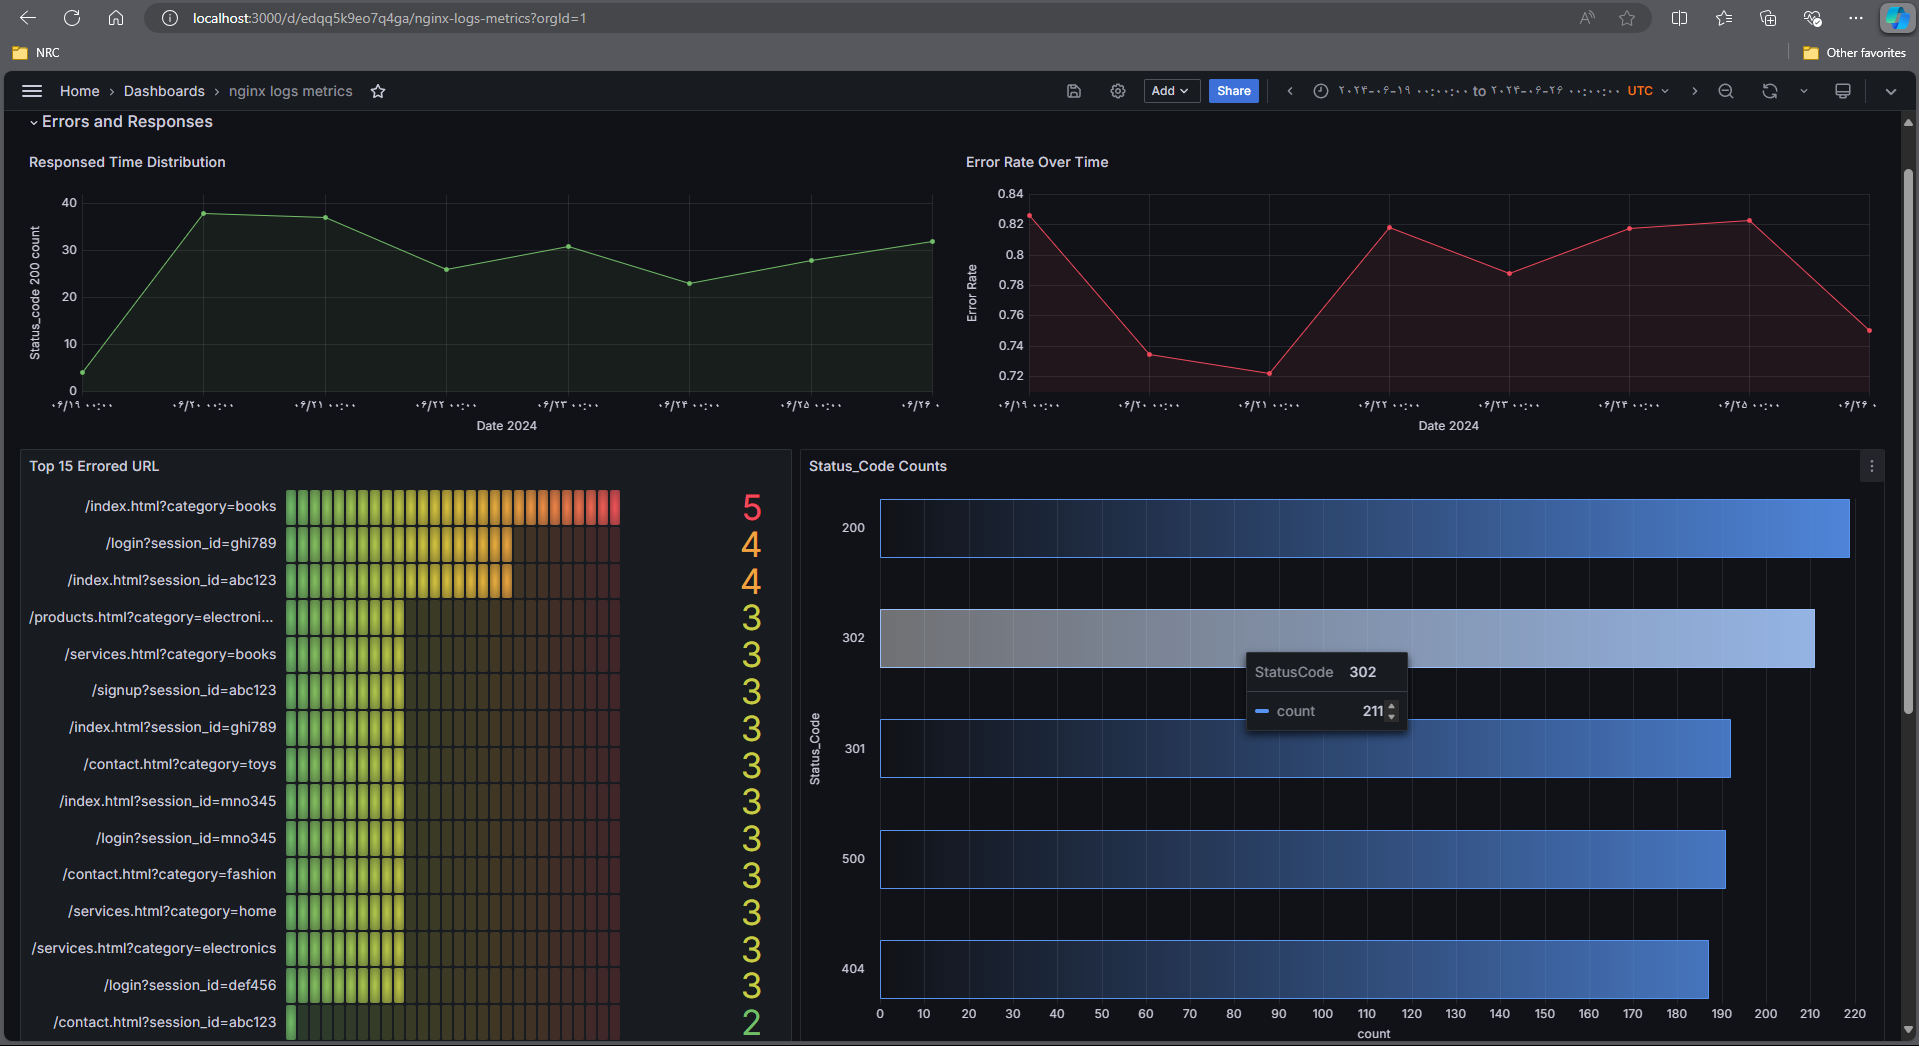 localhost:3000/d/edqq5k9eo7q4ga/nginx-logs-metrics?orgId=1
NRC
Other favorites
Home › Dashboards › nginx logs metrics
Add
Share
۲۰۲۴-۰۶-۱۹ ۰۰:۰۰:۰۰ to ۲۰۲۴-۰۶-۲۶ ۰۰:۰۰:۰۰ UTC
Errors and Responses
Responsed Time Distribution
Status_code 200 count
40
30
20
10
0
۰۶/۱۹ ۰۰:۰۰
۰۶/۲۰ ۰۰:۰۰
۰۶/۲۱ ۰۰:۰۰
۰۶/۲۲ ۰۰:۰۰
۰۶/۲۳ ۰۰:۰۰
۰۶/۲۴ ۰۰:۰۰
۰۶/۲۵ ۰۰:۰۰
۰۶/۲۶ ۰
Date 2024
Error Rate Over Time
Error Rate
0.84
0.82
0.8
0.78
0.76
0.74
0.72
۰۶/۱۹ ۰۰:۰۰
۰۶/۲۰ ۰۰:۰۰
۰۶/۲۱ ۰۰:۰۰
۰۶/۲۲ ۰۰:۰۰
۰۶/۲۳ ۰۰:۰۰
۰۶/۲۴ ۰۰:۰۰
۰۶/۲۵ ۰۰:۰۰
۰۶/۲۶ ۰
Date 2024
Top 15 Errored URL
/index.html?category=books 5
/login?session_id=ghi789 4
/index.html?session_id=abc123 4
/products.html?category=electroni... 3
/services.html?category=books 3
/signup?session_id=abc123 3
/index.html?session_id=ghi789 3
/contact.html?category=toys 3
/index.html?session_id=mno345 3
/login?session_id=mno345 3
/contact.html?category=fashion 3
/services.html?category=home 3
/services.html?category=electronics 3
/login?session_id=def456 3
/contact.html?session_id=abc123 2
Status_Code Counts
Status_Code
200
302
301
500
404
StatusCode 302
count 211
0 10 20 30 40 50 60 70 80 90 100 110 120 130 140 150 160 170 180 190 200 210 220
count